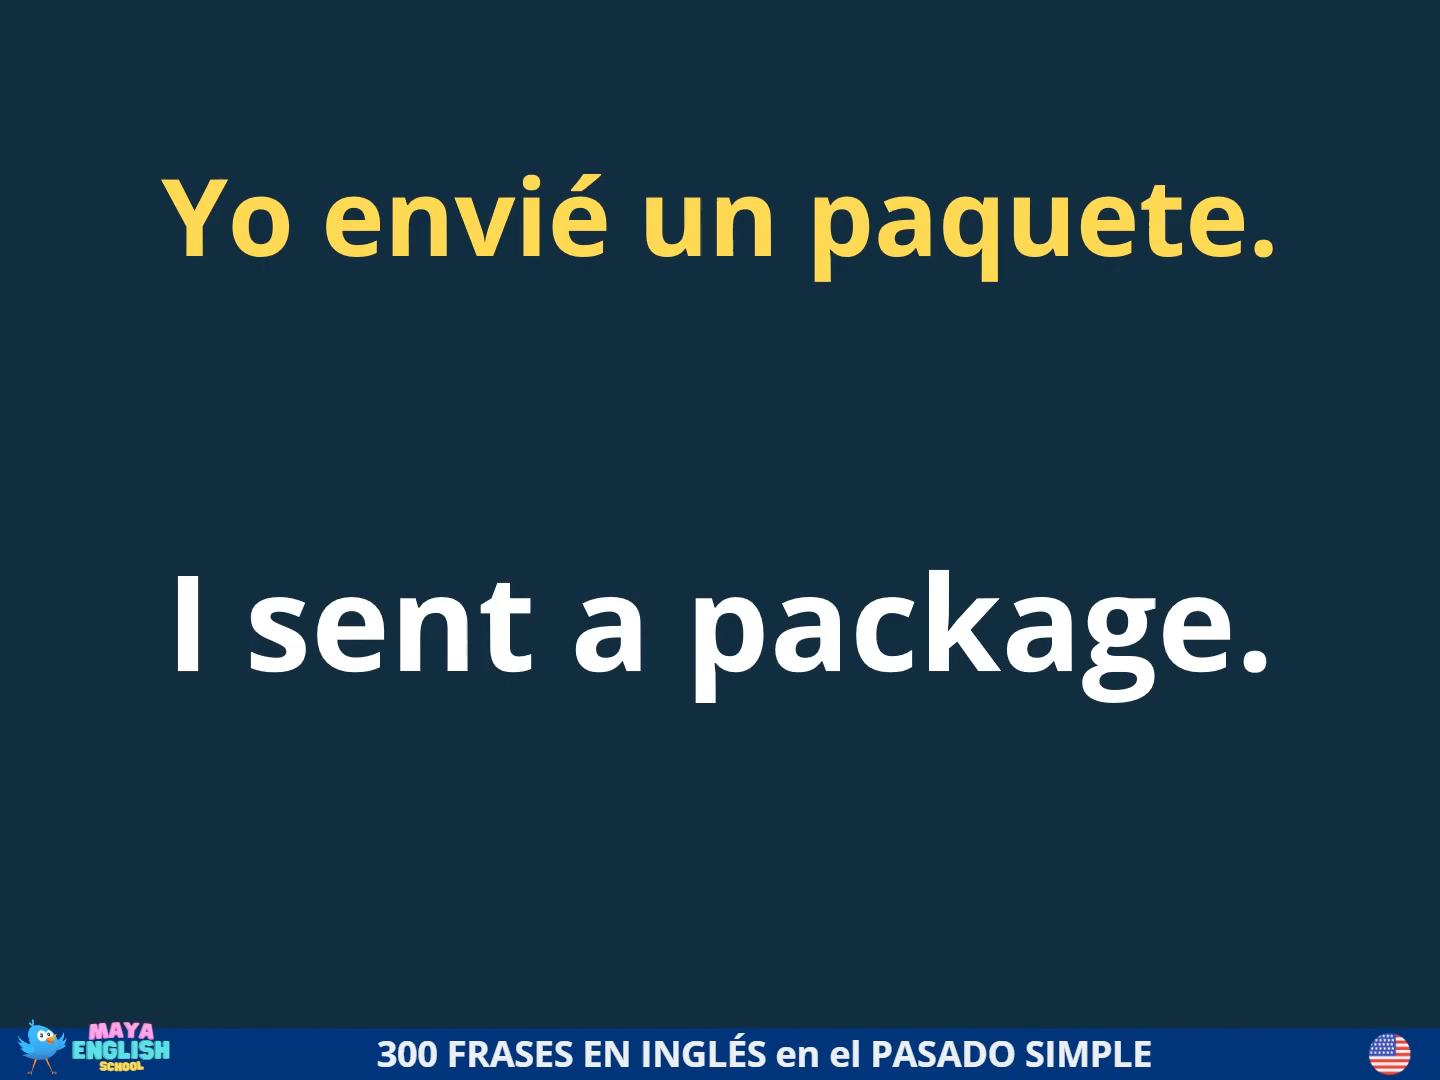 Yo envié un paquete.
I sent a package.
MAYA
ENGLISH
SCHOOL
300 FRASES EN INGLÉS en el PASADO SIMPLE